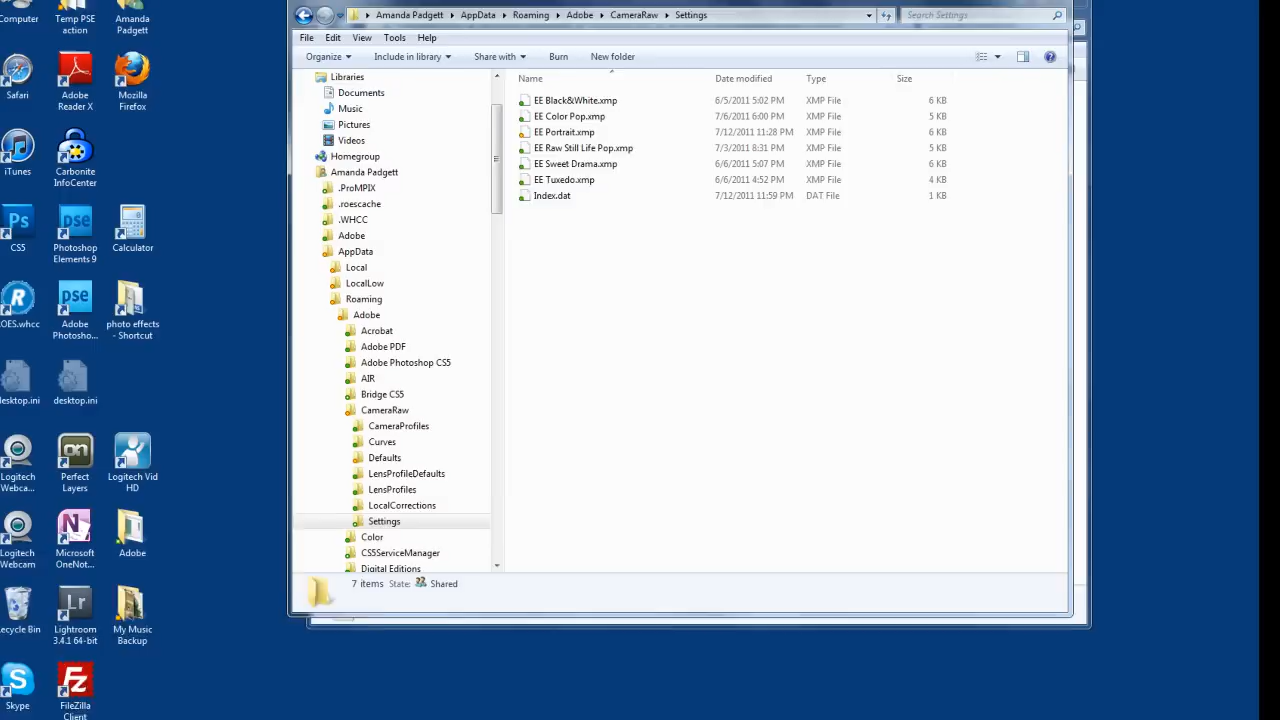 Computer
Temp PSE action
Amanda Padgett
Safari
Adobe Reader X
Mozilla Firefox
iTunes
Carbonite InfoCenter
CS5
Photoshop Elements 9
Calculator
OES.whcc
Adobe Photosho...
photo effects - Shortcut
desktop.ini
desktop.ini
Logitech Webca...
Perfect Layers
Logitech Vid HD
Logitech Webcam
Microsoft OneNot...
Adobe
ecycle Bin
Lightroom 3.4.1 64-bit
My Music Backup
Skype
FileZilla Client
Amanda Padgett AppData Roaming Adobe CameraRaw Settings
Search Settings
File Edit View Tools Help
Organize Include in library Share with Burn New folder
Libraries
Documents
Music
Pictures
Videos
Homegroup
Amanda Padgett
.ProMPIX
.roescache
.WHCC
Adobe
AppData
Local
LocalLow
Roaming
Adobe
Acrobat
Adobe PDF
Adobe Photoshop CS5
AIR
Bridge CS5
CameraRaw
CameraProfiles
Curves
Defaults
LensProfileDefaults
LensProfiles
LocalCorrections
Settings
Color
CS5ServiceManager
Digital Editions
Name Date modified Type Size
EE Black&White.xmp 6/5/2011 5:02 PM XMP File 6 KB
EE Color Pop.xmp 7/6/2011 6:00 PM XMP File 5 KB
EE Portrait.xmp 7/12/2011 11:28 PM XMP File 6 KB
EE Raw Still Life Pop.xmp 7/3/2011 8:31 PM XMP File 5 KB
EE Sweet Drama.xmp 6/6/2011 5:07 PM XMP File 6 KB
EE Tuxedo.xmp 6/6/2011 4:52 PM XMP File 4 KB
Index.dat 7/12/2011 11:59 PM DAT File 1 KB
7 items State: Shared